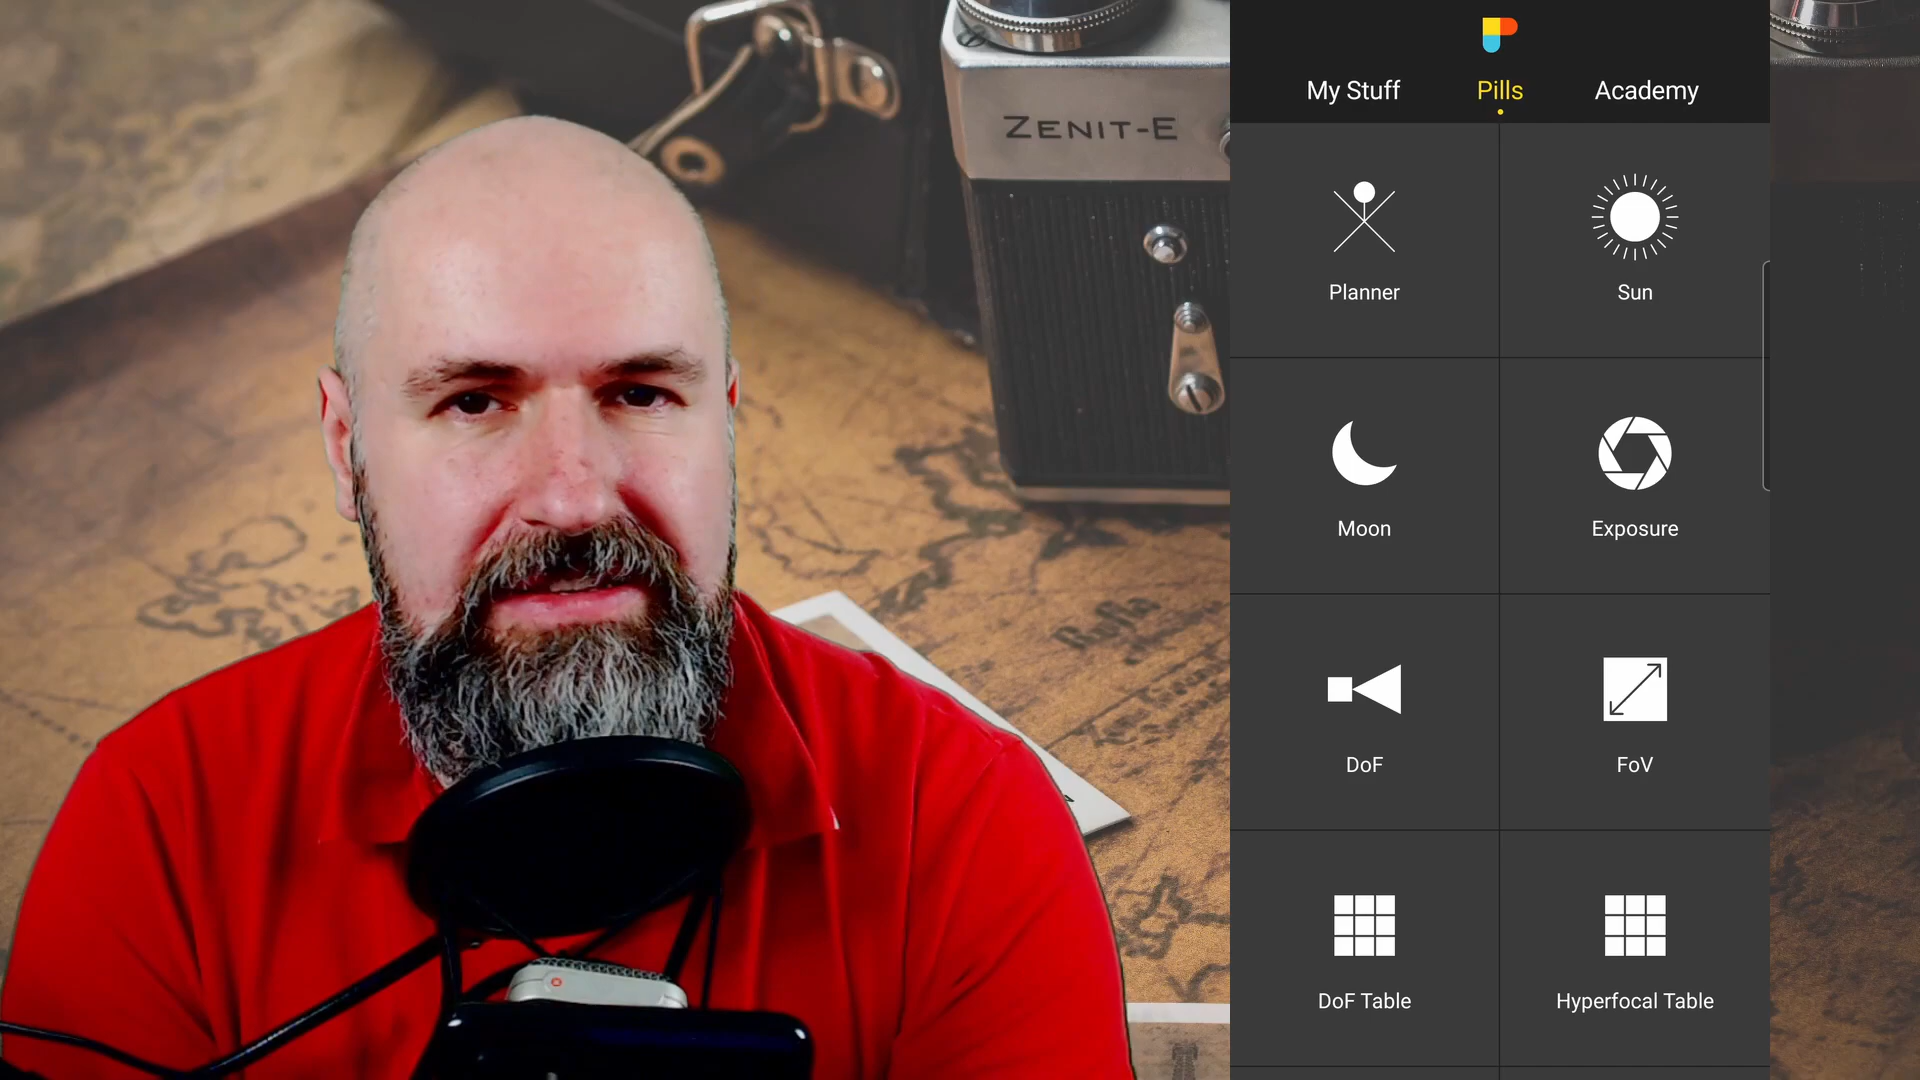 ZENIT-E
My Stuff
Pills
Academy
Planner
Sun
Moon
Exposure
DoF
FoV
DoF Table
Hyperfocal Table